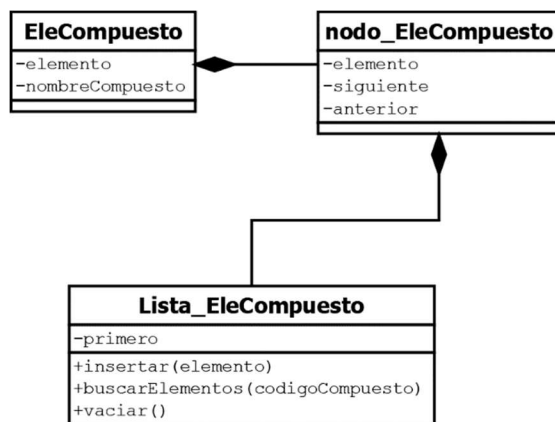 EleCompuesto
-elemento
-nombreCompuesto
nodo_EleCompuesto
-elemento
-siguiente
-anterior
Lista_EleCompuesto
-primero
+insertar(elemento)
+buscarElementos(codigoCompuesto)
+vaciar()